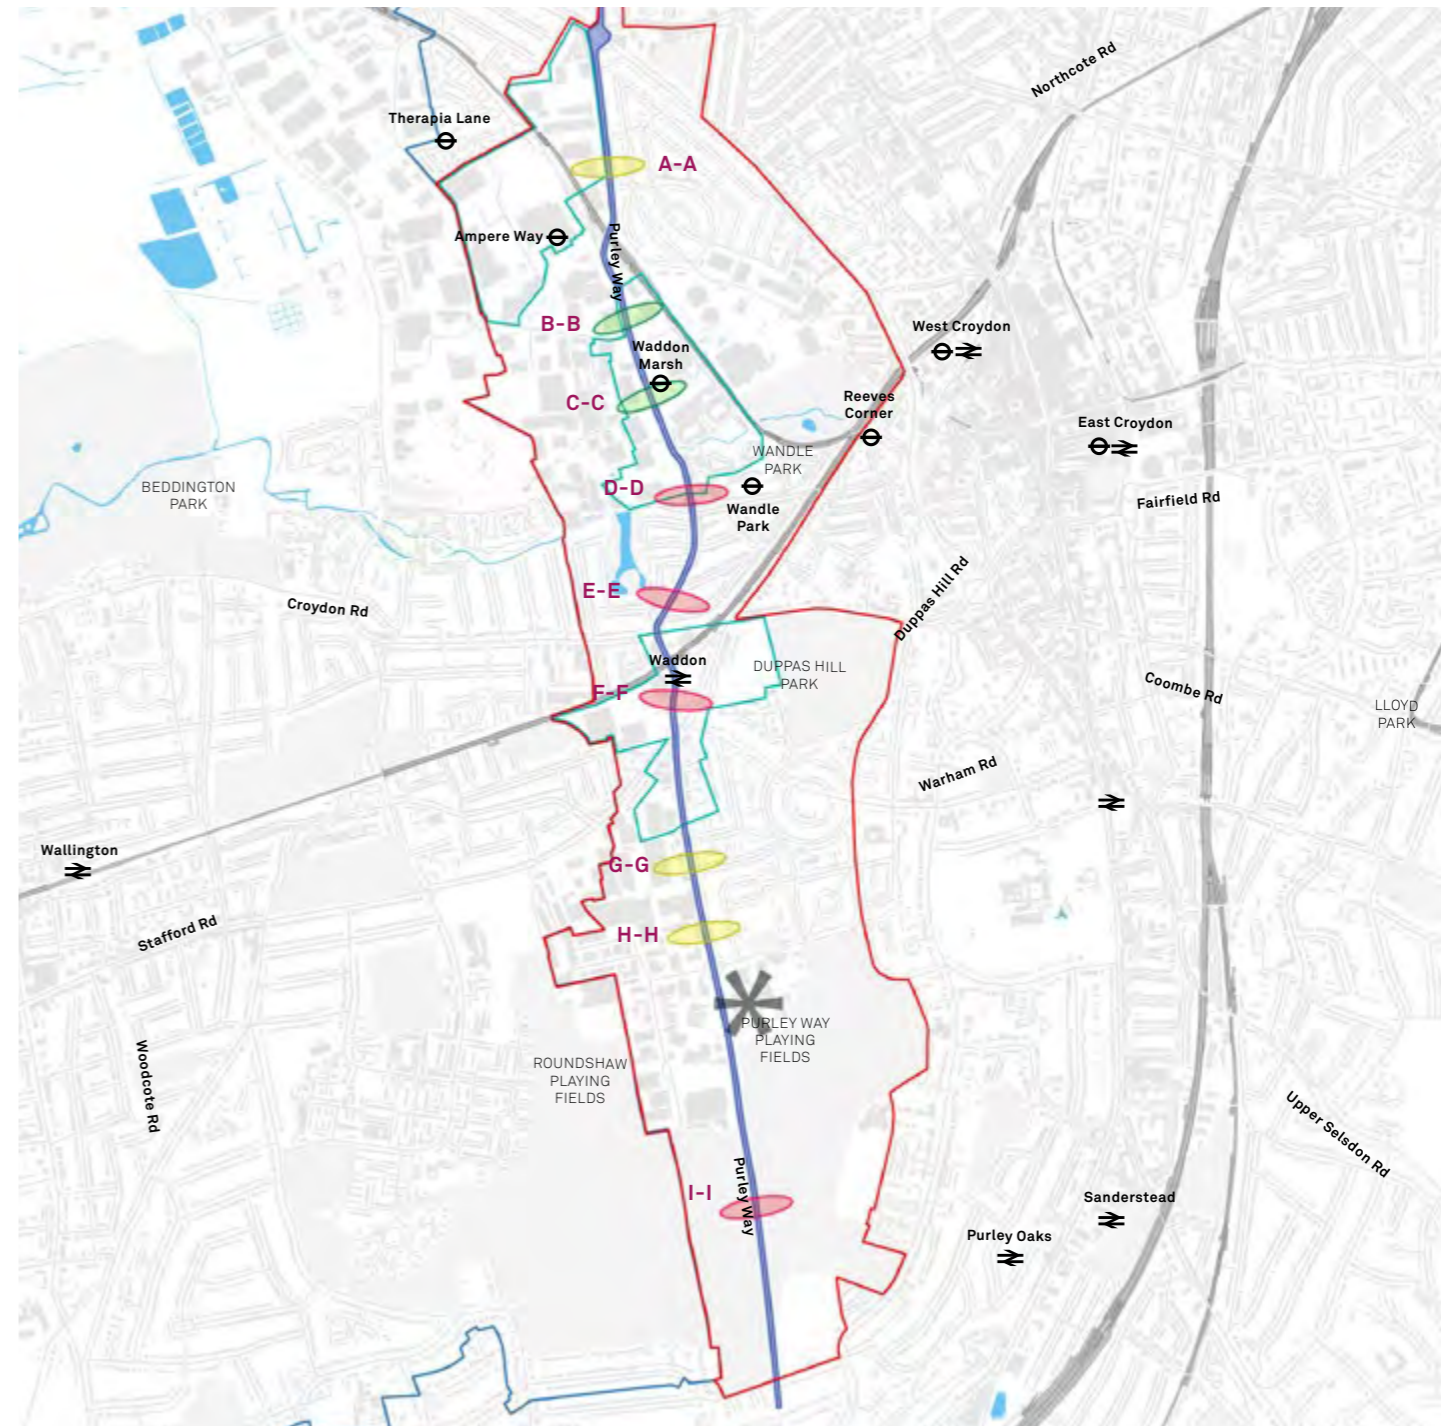 Northcote Rd
Therapia Lane
A-A
Purley Way
Ampere Way
B-B
West Croydon
Waddon
Marsh
C-C
Reeves
Corner
East Croydon
WANDLE
PARK
BEDDINGTON
PARK
D-D
Fairfield Rd
Wandle
Park
E-E
Croydon Rd
Duppas Hill Rd
Waddon
DUPPAS HILL
PARK
F-F
Coombe Rd
LLOYD
PARK
Warham Rd
Wallington
G-G
Stafford Rd
H-H
PURLEY WAY
PLAYING
FIELDS
ROUNDSHAW
PLAYING
FIELDS
Woodcote Rd
Upper Selsdon Rd
Purley Way
I-I
Sanderstead
Purley Oaks